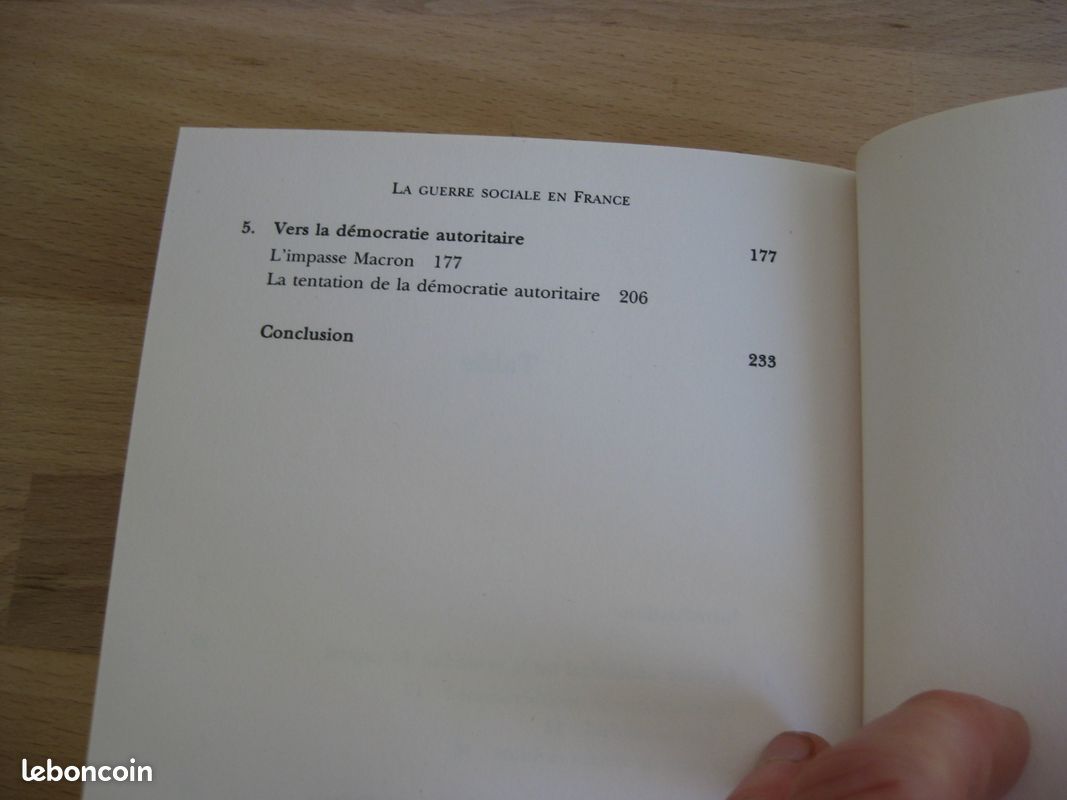 La guerre sociale en France
5. Vers la démocratie autoritaire 177
L'impasse Macron 177
La tentation de la démocratie autoritaire 206
Conclusion 233
leboncoin